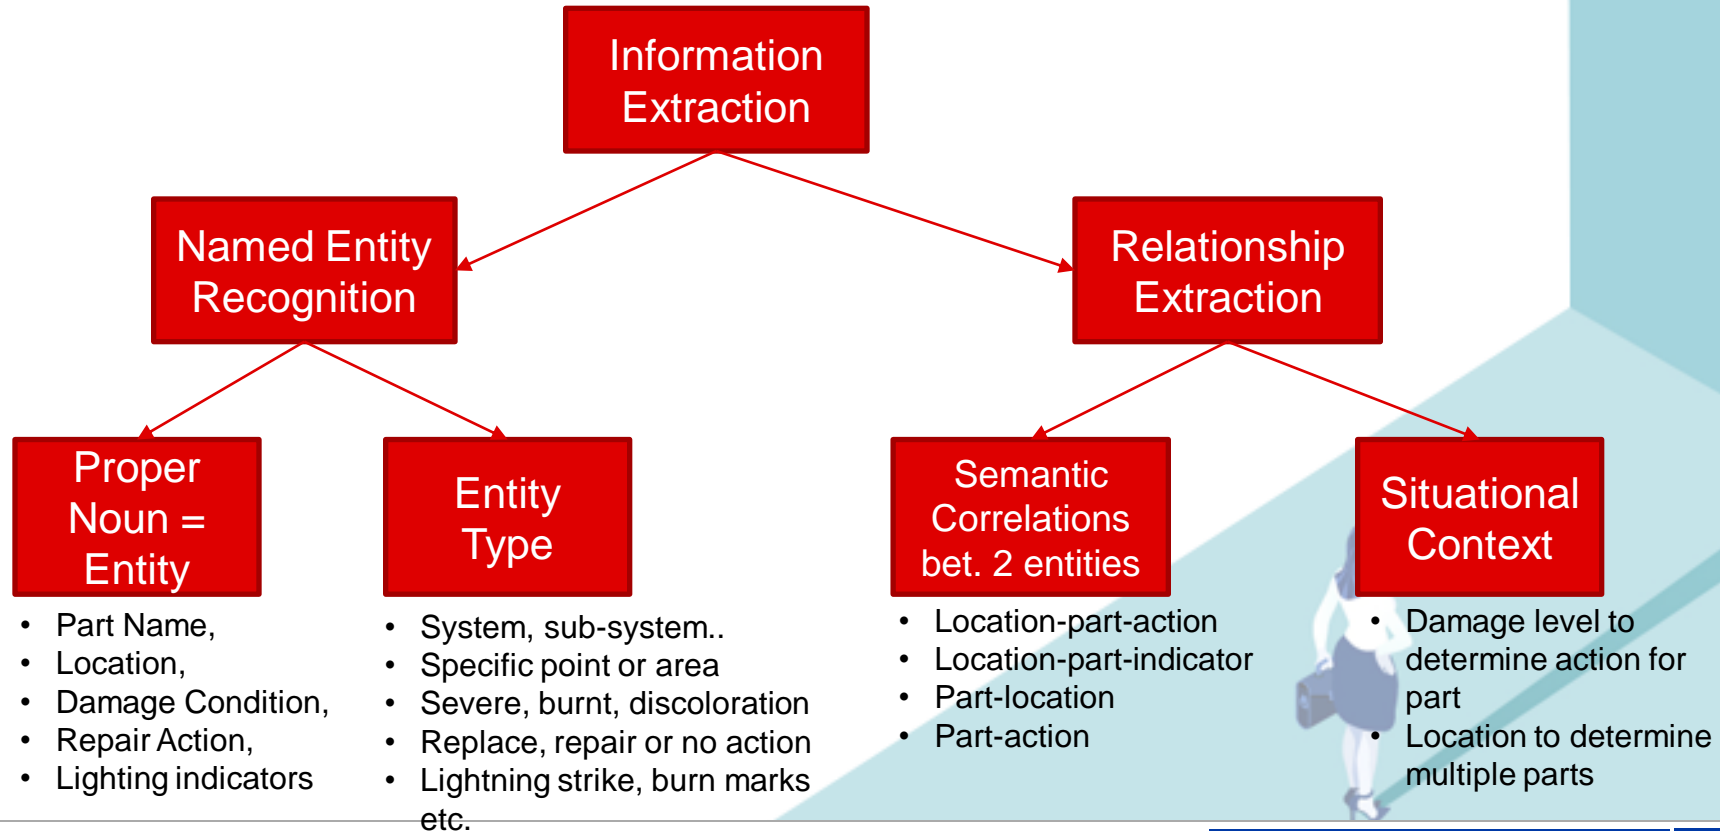 Information
Extraction
Named Entity
Recognition
Relationship
Extraction
Proper
Noun =
Entity
Entity
Type
Semantic
Correlations
bet. 2 entities
Situational
Context
• Part Name,
• Location,
• Damage Condition,
• Repair Action,
• Lighting indicators
• System, sub-system..
• Specific point or area
• Severe, burnt, discoloration
• Replace, repair or no action
• Lightning strike, burn marks
etc.
• Location-part-action
• Location-part-indicator
• Part-location
• Part-action
• Damage level to
determine action for
part
• Location to determine
multiple parts